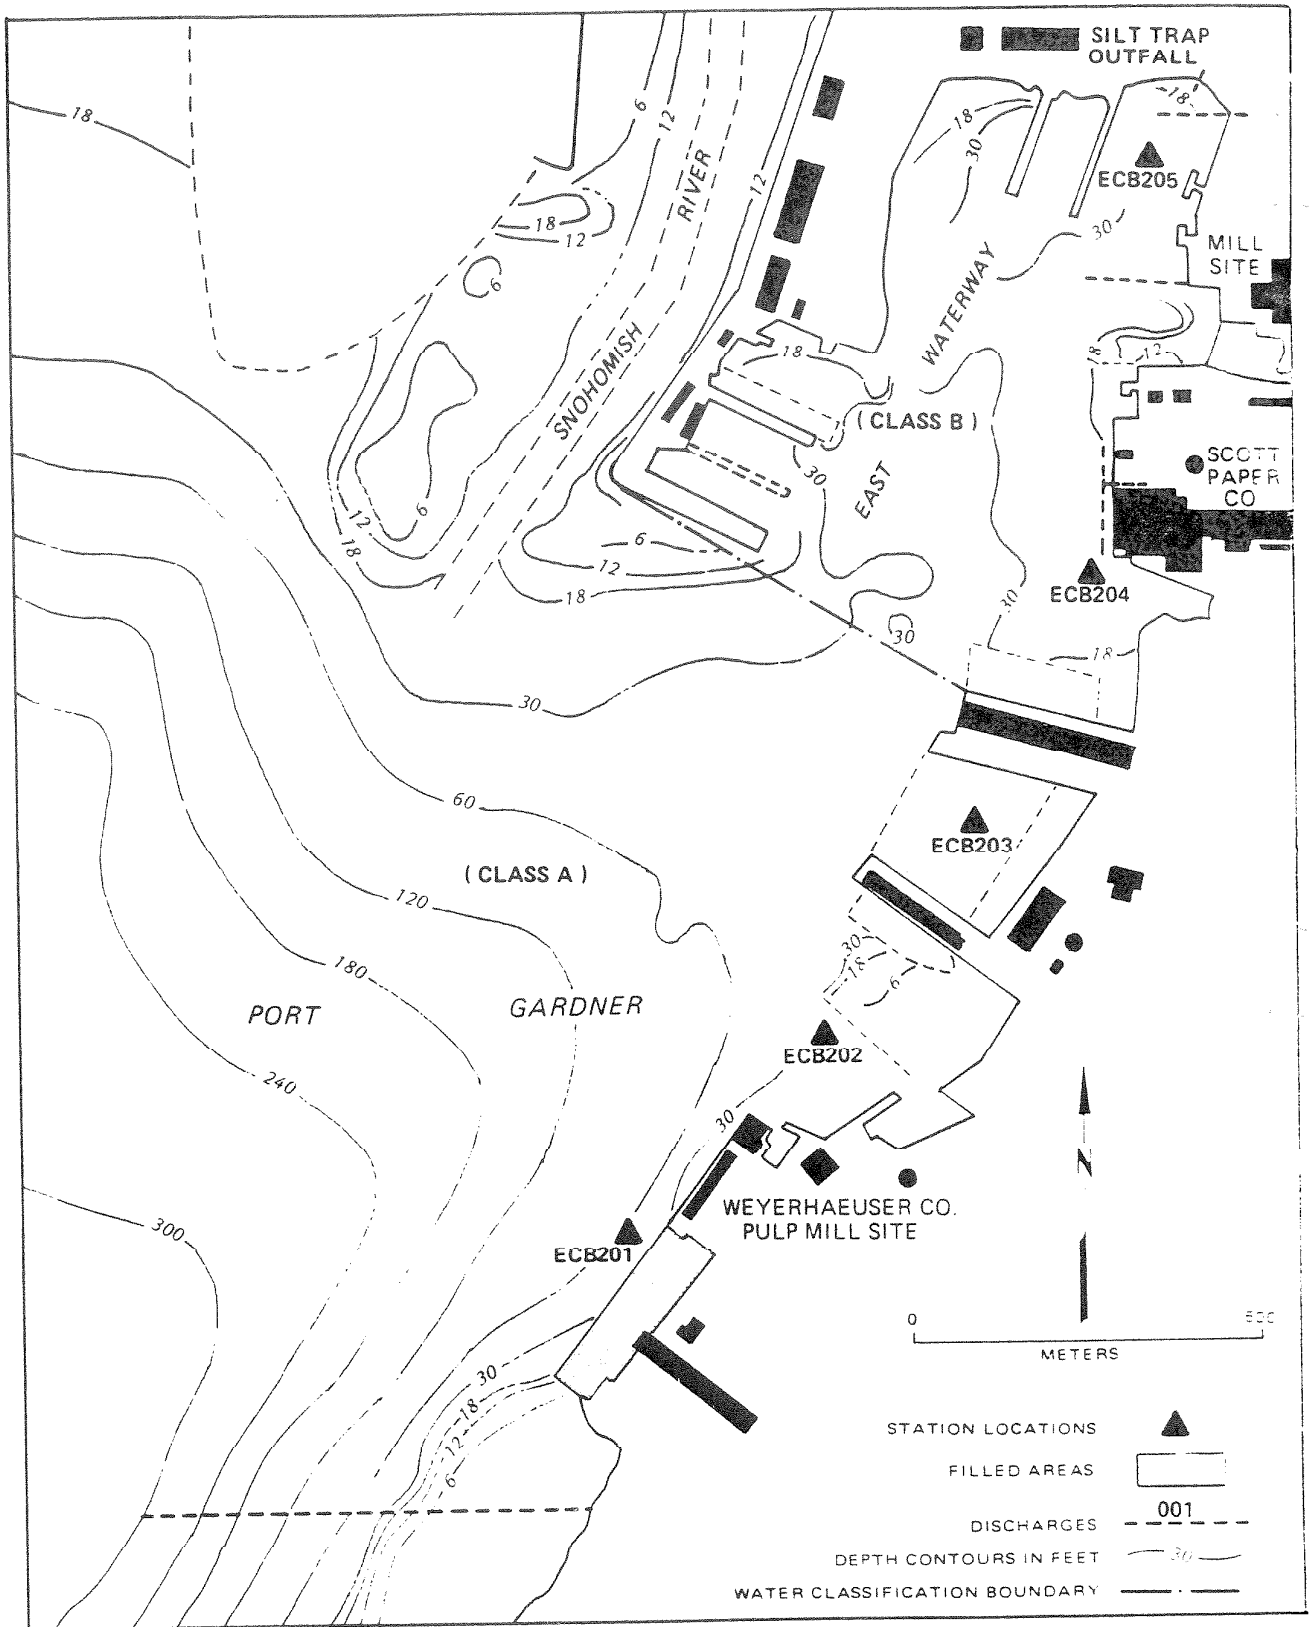 SILT TRAP
OUTFALL
18
6
12
18
18
30
RIVER
12
ECB205
18
12
30
MILL
SITE
6
WATERWAY
SNOHOMISH
18
18
12
(CLASS B)
30
EAST
SCOTT
PAPER
CO
6
12
18
6
12
18
30
ECB204
30
18
30
60
ECB203
(CLASS A)
120
30
18
6
180
PORT
GARDNER
ECB202
240
30
N
WEYERHAEUSER CO.
PULP MILL SITE
300
ECB201
0
METERS
30
18
12
6
STATION LOCATIONS
FILLED AREAS
001
DISCHARGES
DEPTH CONTOURS IN FEET
30
WATER CLASSIFICATION BOUNDARY